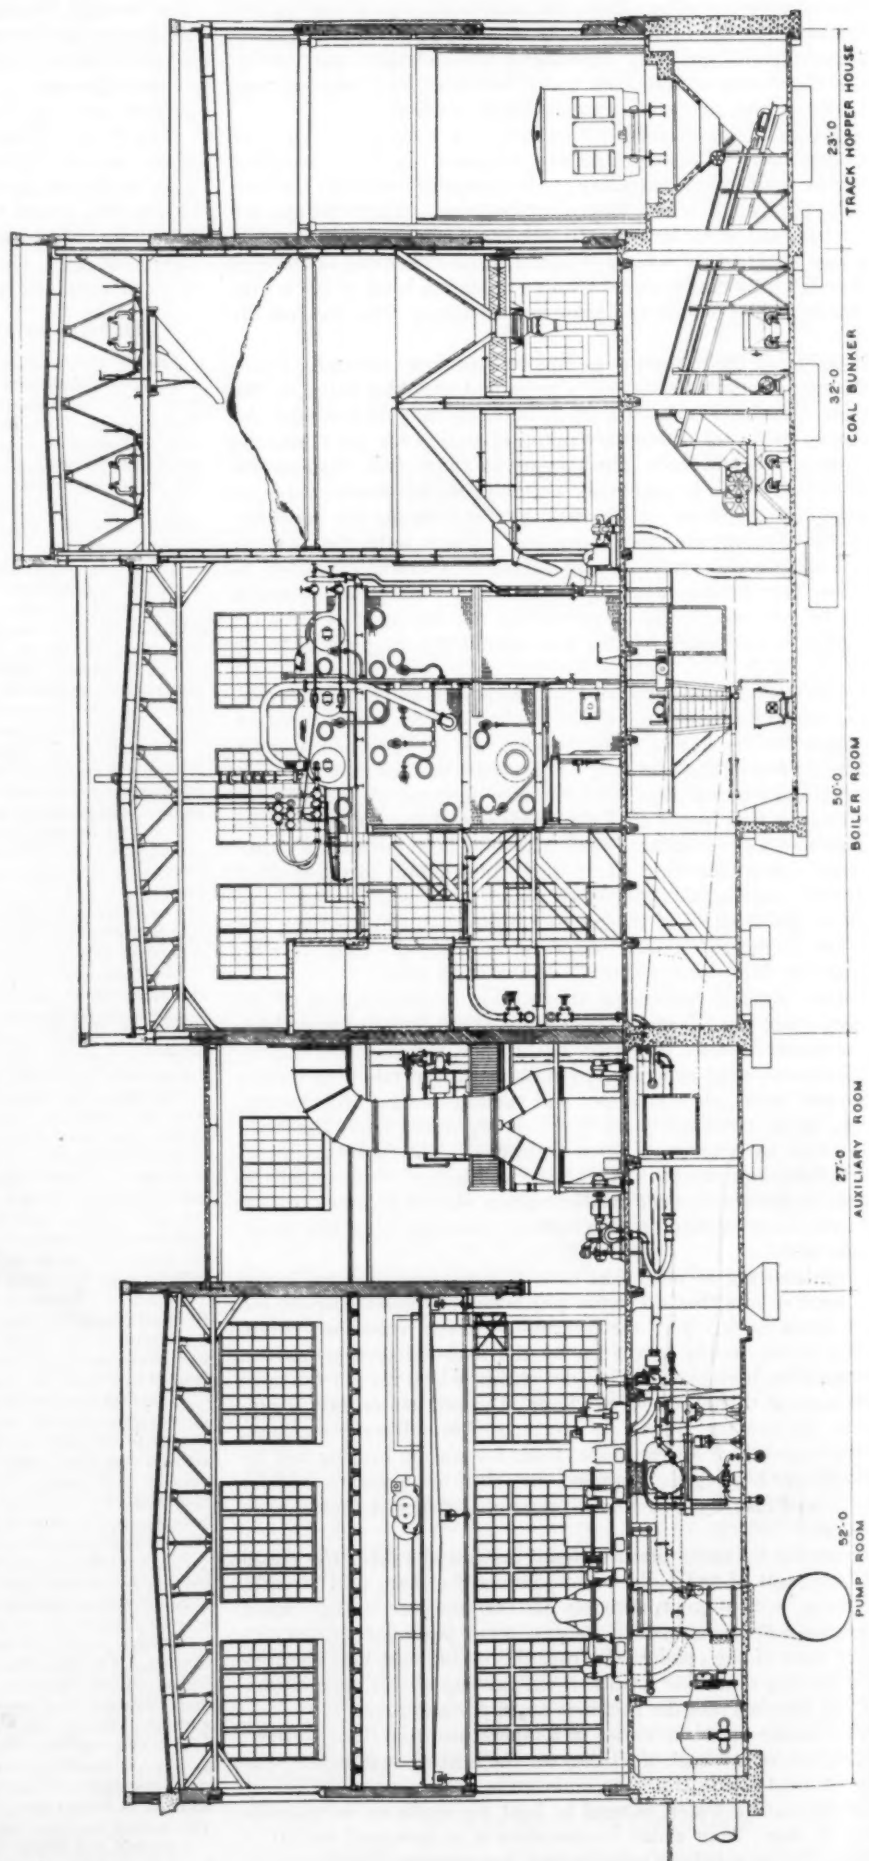 52'-0
PUMP ROOM
27'-0
AUXILIARY ROOM
50'-0
BOILER ROOM
32'-0
COAL BUNKER
23'-0
TRACK HOPPER HOUSE